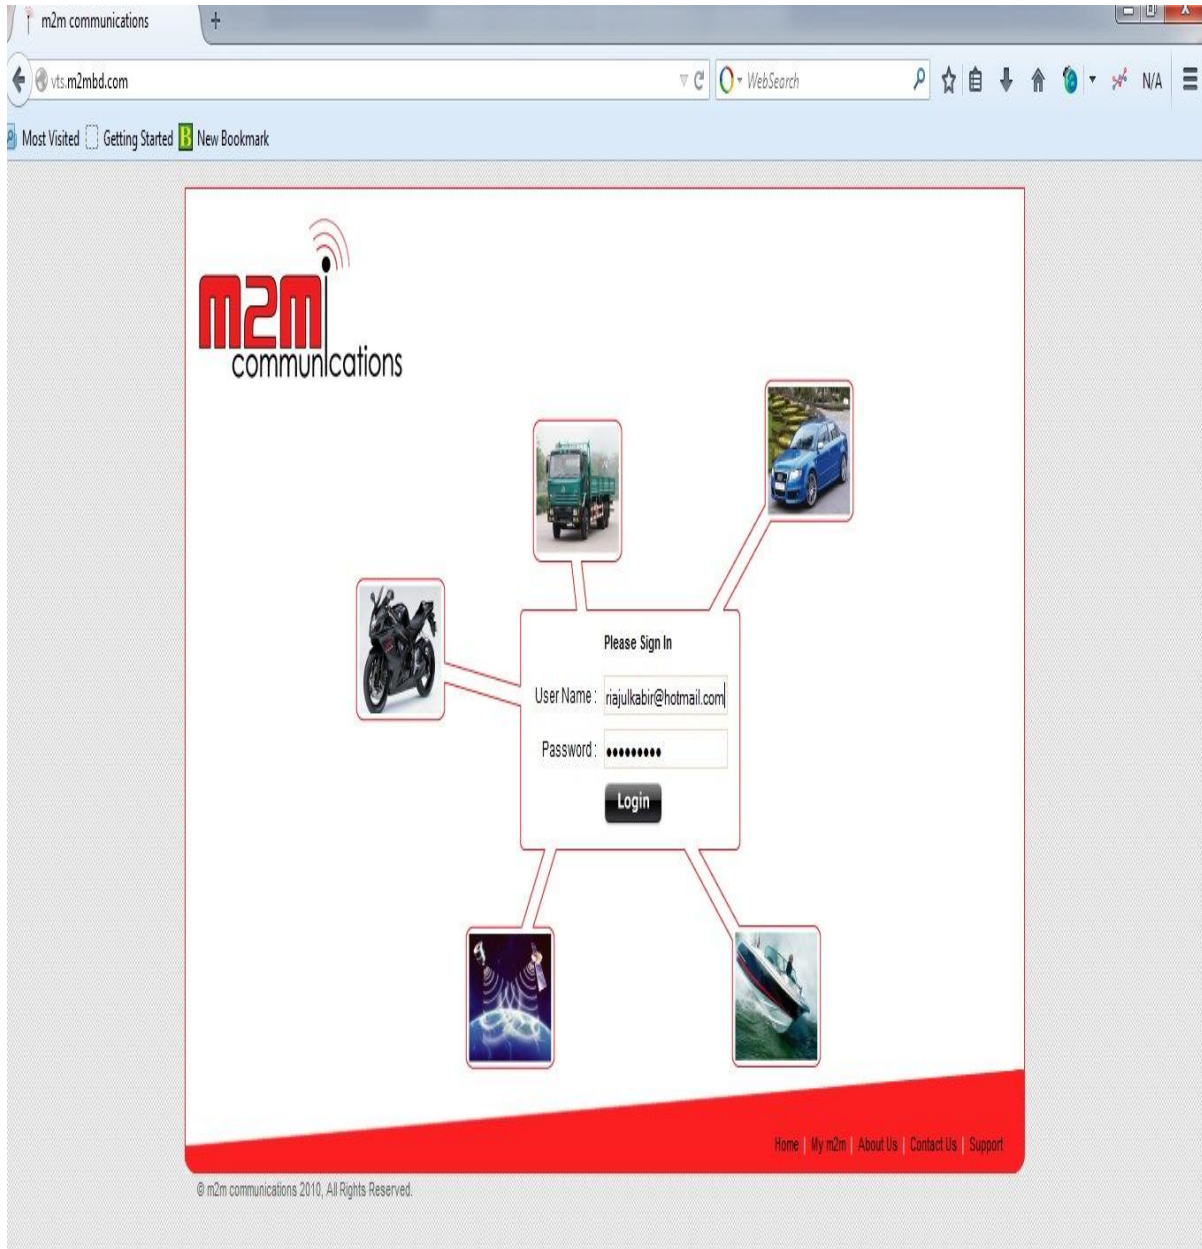 m2m communications
vts.m2mbd.com
WebSearch
N/A
Most Visited Getting Started B New Bookmark
m2m
communications
Please Sign In
User Name : riajulkabir@hotmail.com
Password : •••••••••
Login
Home | My m2m | About Us | Contact Us | Support
© m2m communications 2010, All Rights Reserved.